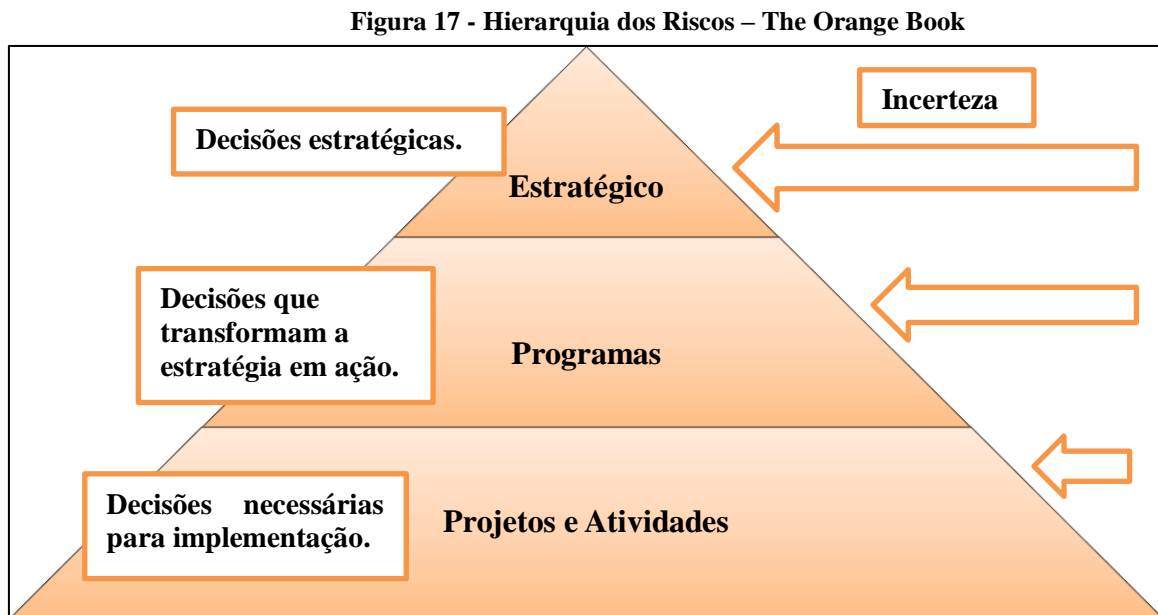 Figura 17 - Hierarquia dos Riscos – The Orange Book
Incerteza
Decisões estratégicas.
Estratégico
Decisões que
transformam a
estratégia em ação.
Programas
Decisões necessárias
para implementação.
Projetos e Atividades